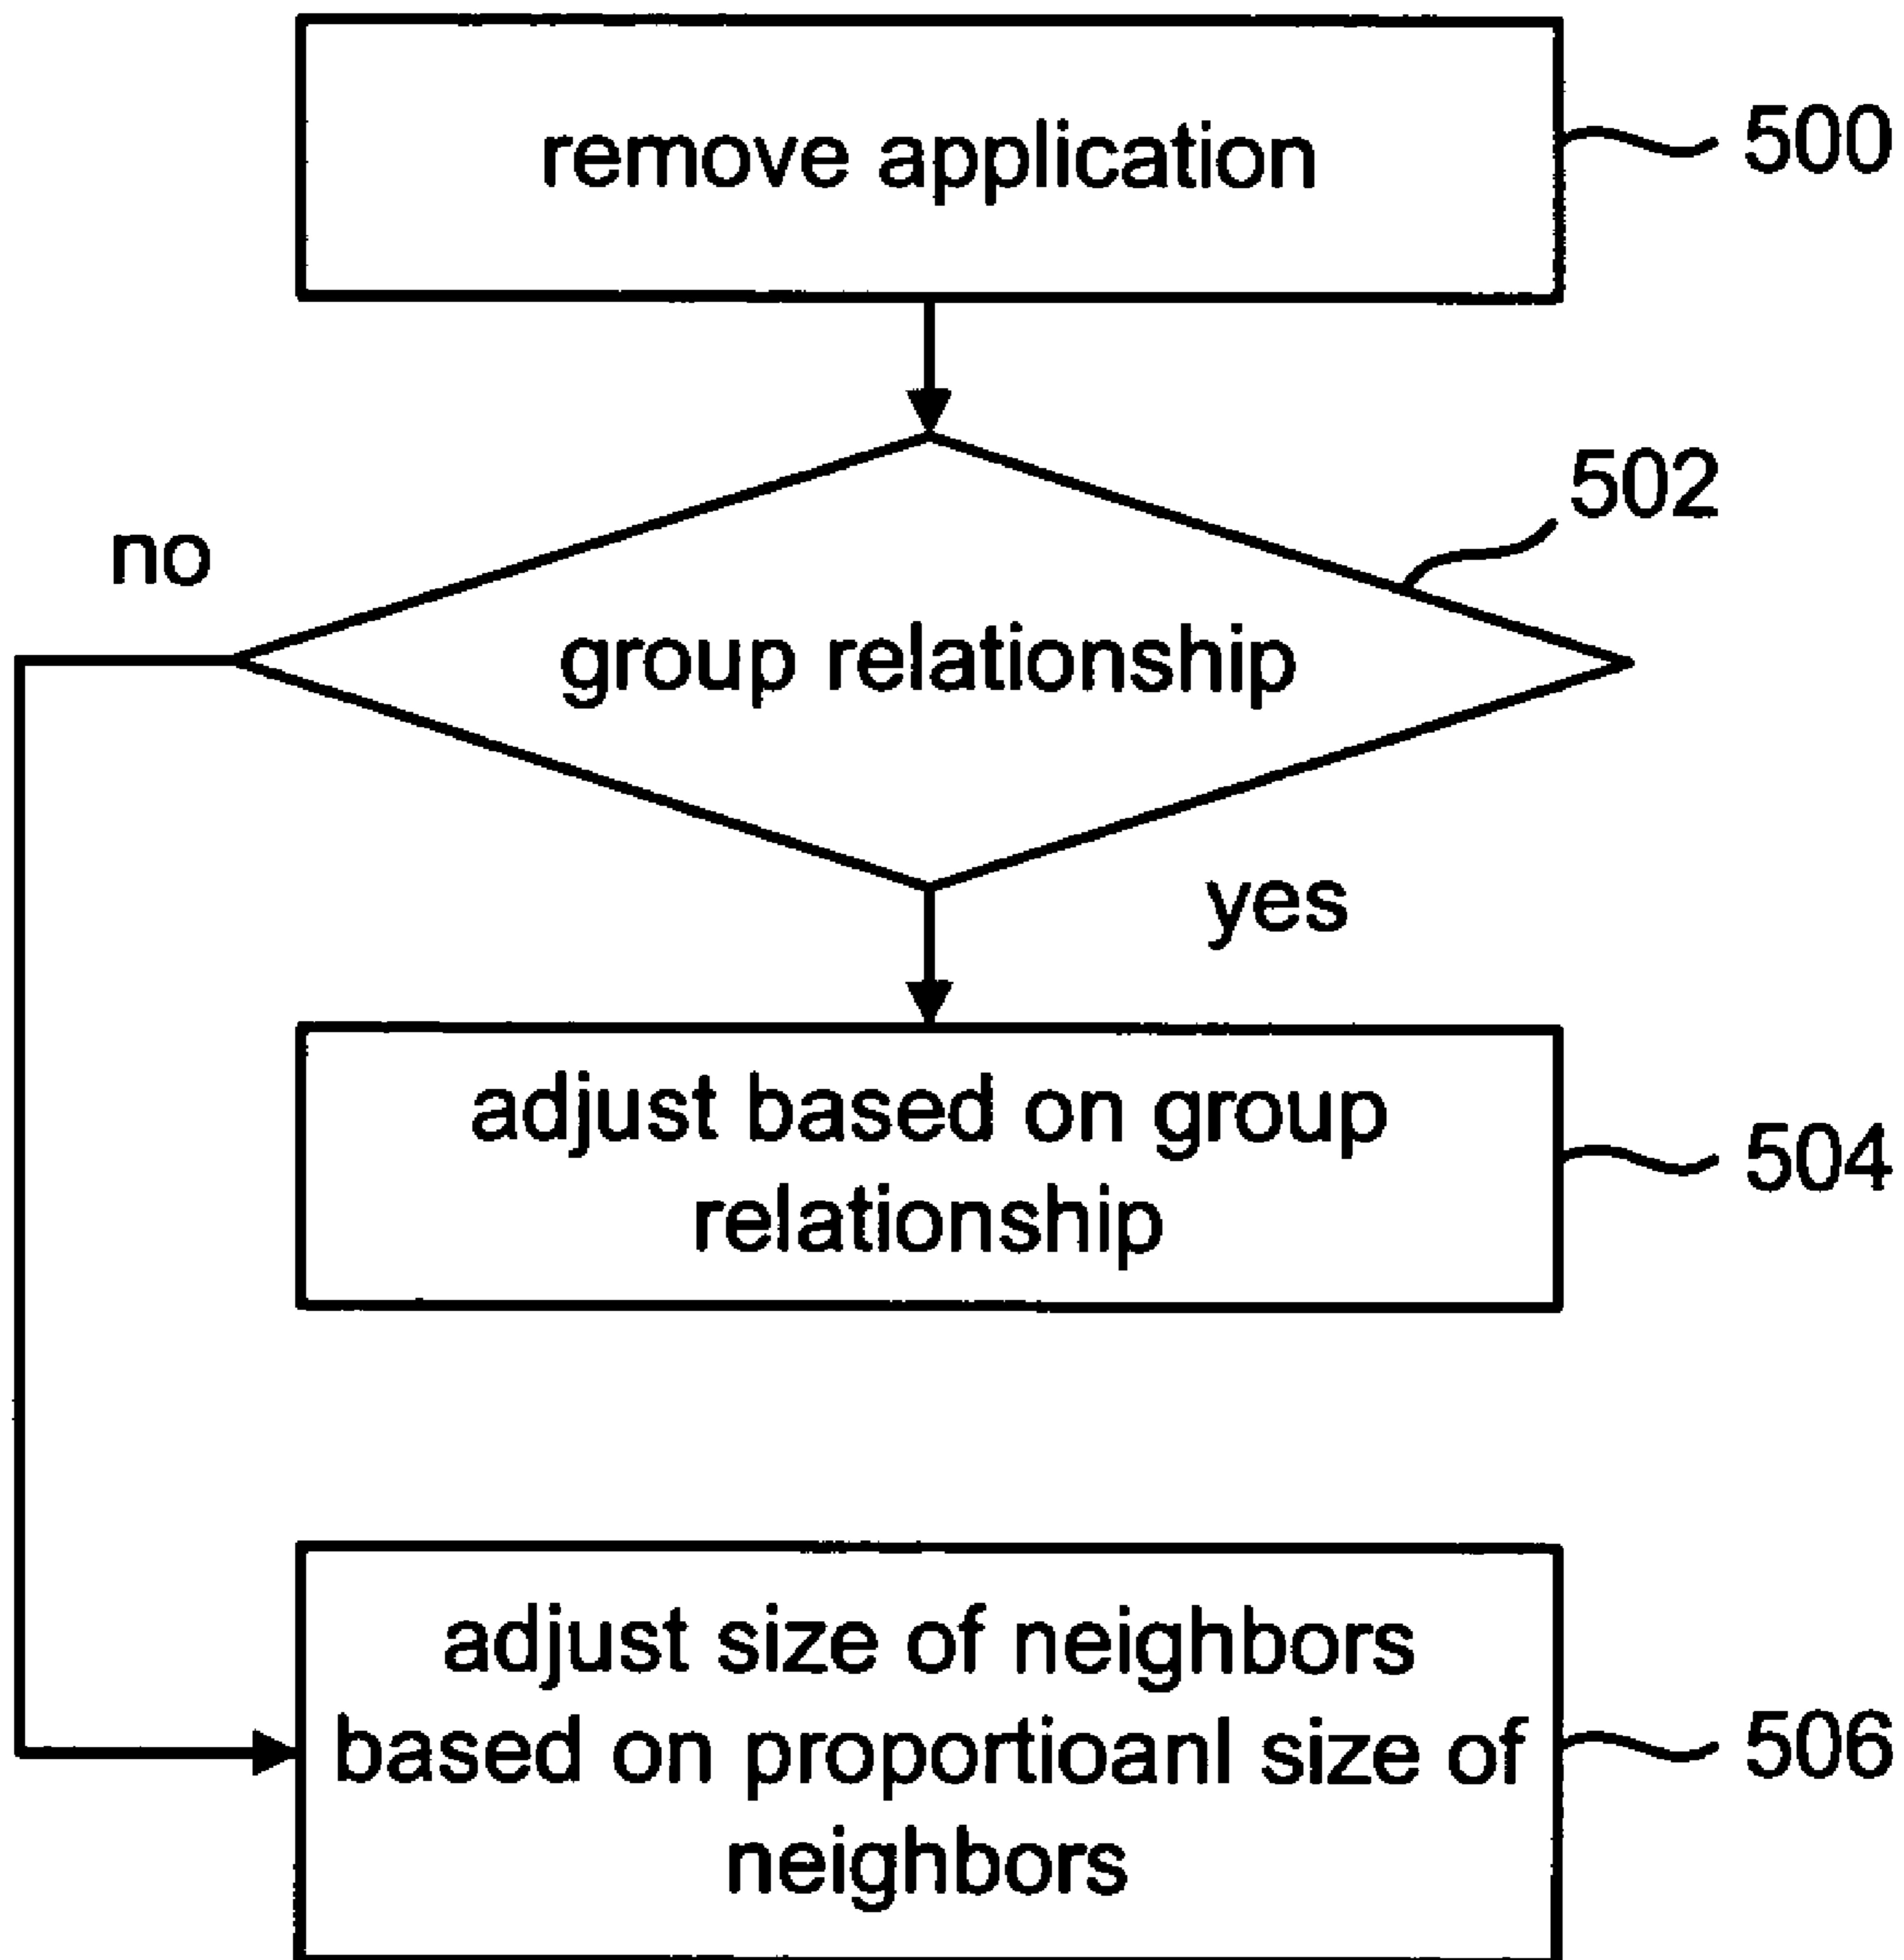 remove application
500
502
no
group relationship
yes
adjust based on group
relationship
504
adjust size of neighbors
based on proportioanl size of
neighbors
506